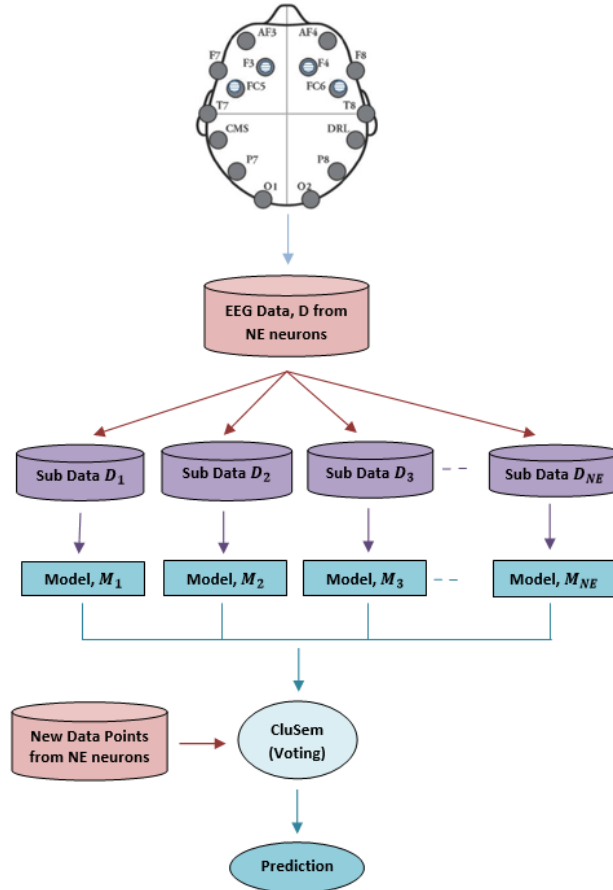 AF3 AF4
F7 F3 F4 F8
FC5 FC6
T7 T8
CMS DRL
P7 P8
O1 O2
EEG Data, D from
NE neurons
Sub Data D₁ Sub Data D₂ Sub Data D₃ – – Sub Data D_NE
Model, M₁ Model, M₂ Model, M₃ – – Model, M_NE
New Data Points
from NE neurons
CluSem
(Voting)
Prediction